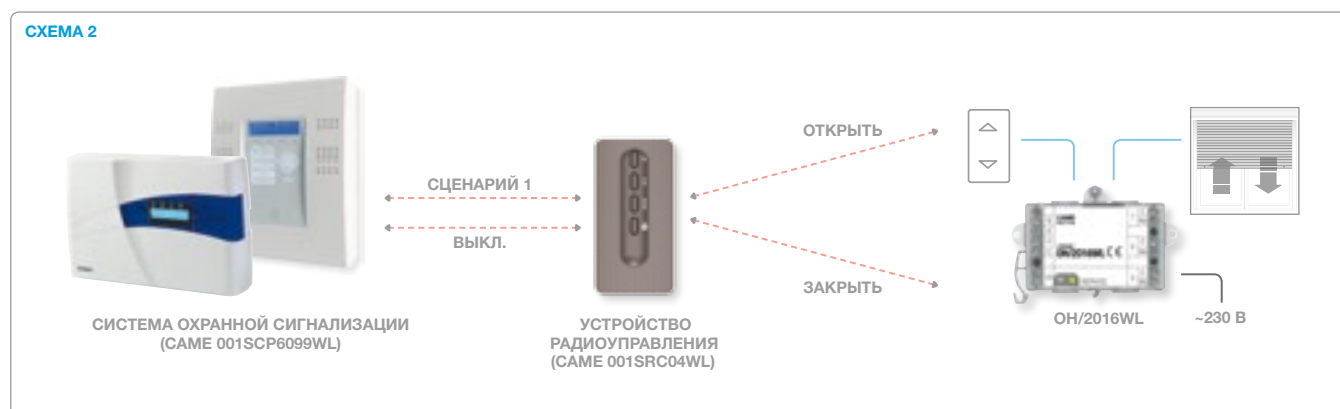 СХЕМА 2
ОТКРЫТЬ
СЦЕНАРИЙ 1
ВЫКЛ.
ЗАКРЫТЬ
СИСТЕМА ОХРАННОЙ СИГНАЛИЗАЦИИ
(CAME 001SCP6099WL)
УСТРОЙСТВО
РАДИОУПРАВЛЕНИЯ
(CAME 001SRC04WL)
OH/2016WL
~230 В